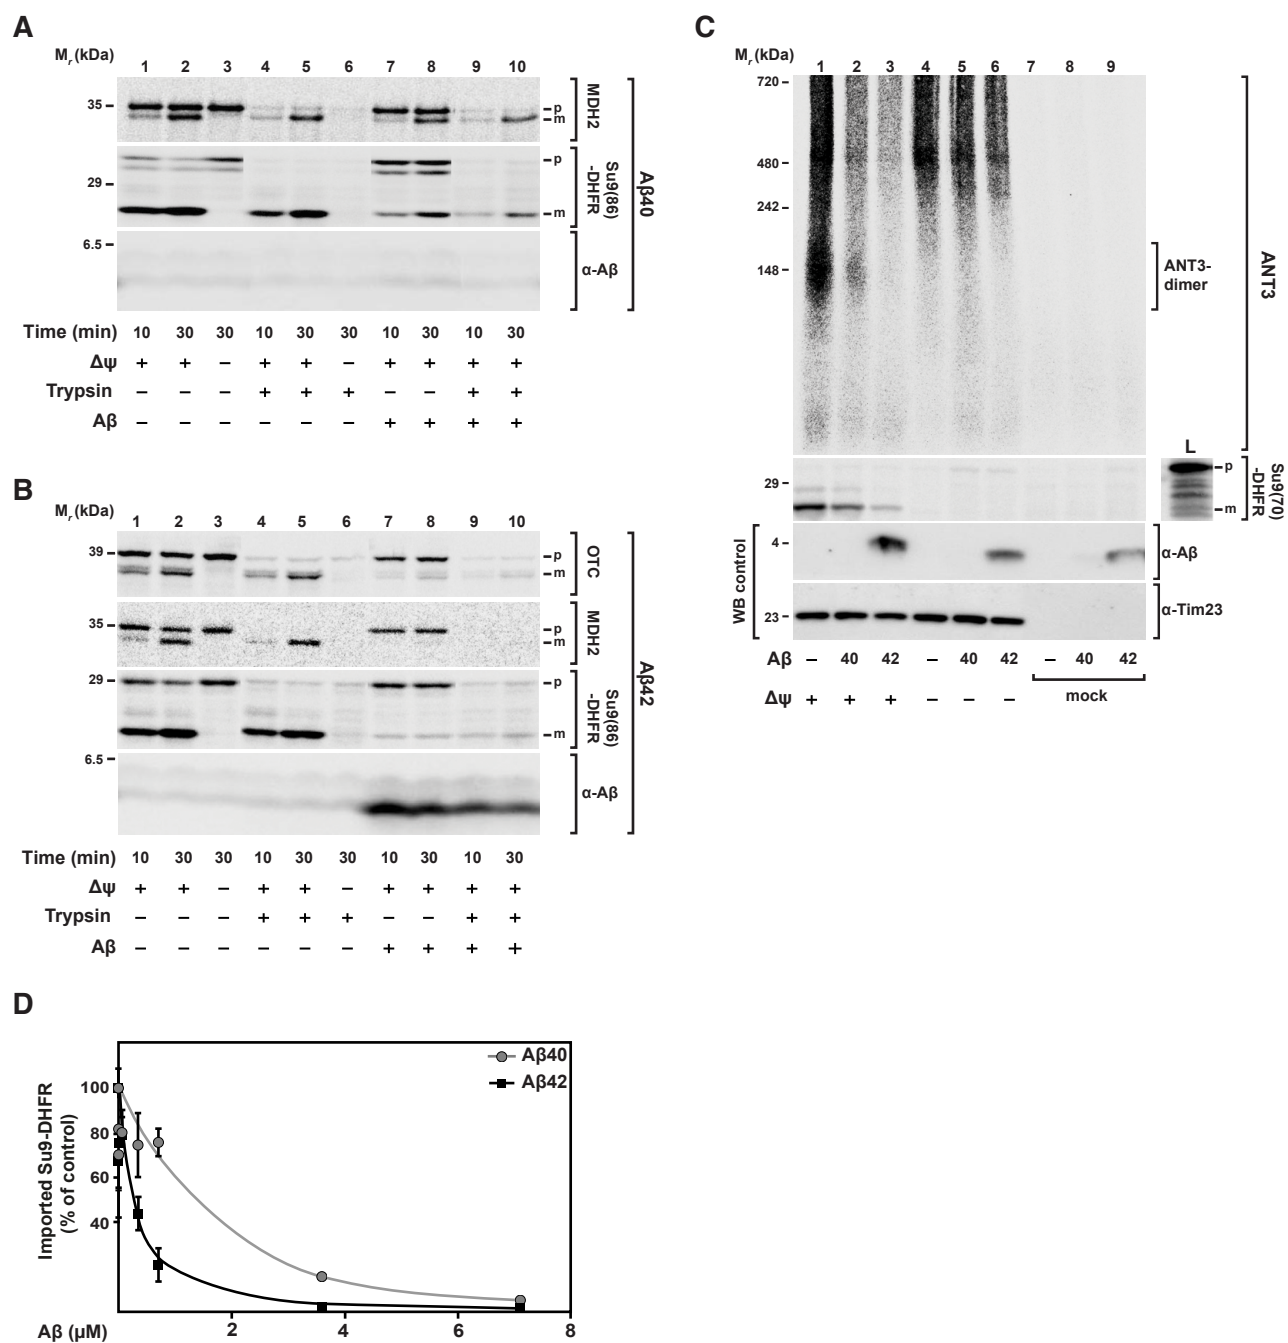 A
M_r (kDa)
1 2 3 4 5 6 7 8 9 10
35
p
m
MDH2
29
p
m
Su9(86)
-DHFR
6.5
α-Aβ
Aβ40
Time (min) 10 30 30 10 30 30 10 30 10 30
Δψ + + – + + – + + + +
Trypsin – – – + + + – – + +
Aβ – – – – – – + + + +
B
M_r (kDa)
1 2 3 4 5 6 7 8 9 10
39
p
m
OTC
35
p
m
MDH2
29
p
m
Su9(86)
-DHFR
6.5
α-Aβ
Aβ42
Time (min) 10 30 30 10 30 30 10 30 10 30
Δψ + + – + + – + + + +
Trypsin – – – + + + – – + +
Aβ – – – – – – + + + +
C
M_r (kDa)
1 2 3 4 5 6 7 8 9
720
480
242
148
ANT3-
dimer
ANT3
L
29
p
m
Su9(70)
-DHFR
WB control
4
α-Aβ
23
α-Tim23
Aβ – 40 42 – 40 42 – 40 42
Δψ + + + – – – mock
D
Aβ40
Aβ42
Imported Su9-DHFR
(% of control)
100
80
60
40
2 4 6 8
Aβ (µM)